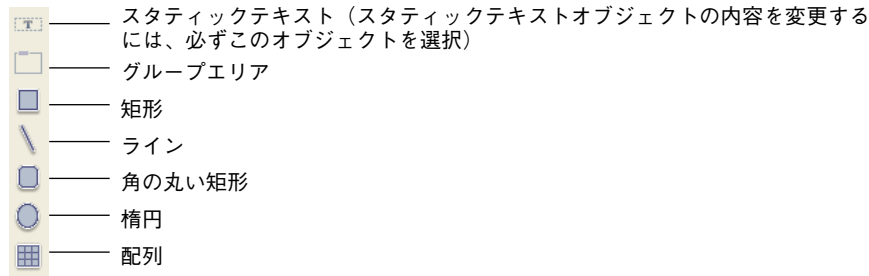 T
スタティックテキスト（スタティックテキストオブジェクトの内容を変更する
には、必ずこのオブジェクトを選択）
グループエリア
矩形
ライン
角の丸い矩形
楕円
配列